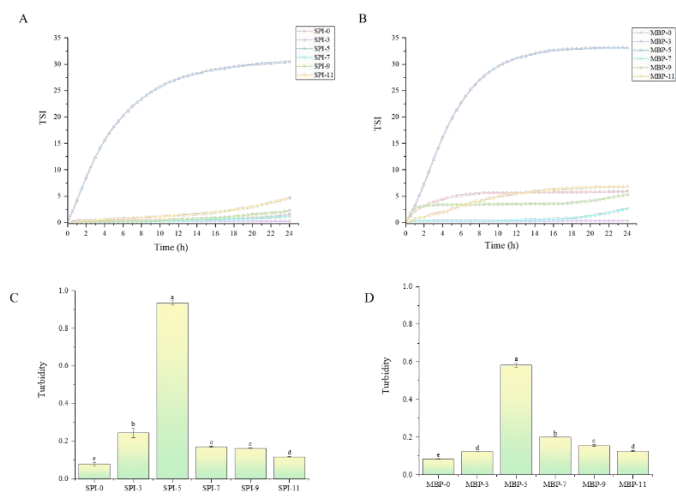 A
B
SPI-0
SPI-3
SPI-5
SPI-7
SPI-9
SPI-11
MBP-0
MBP-3
MBP-5
MBP-7
MBP-9
MBP-11
35
30
25
20
15
10
5
0
TSI
0 2 4 6 8 10 12 14 16 18 20 22 24
Time (h)
35
30
25
20
15
10
5
0
TSI
0 2 4 6 8 10 12 14 16 18 20 22 24
Time (h)
C
D
1.0
0.8
0.6
0.4
0.2
0.0
Turbidity
e b a c c d
SPI-0 SPI-3 SPI-5 SPI-7 SPI-9 SPI-11
1.0
0.8
0.6
0.4
0.2
0.0
Turbidity
e d a b c d
MBP-0 MBP-3 MBP-5 MBP-7 MBP-9 MBP-11